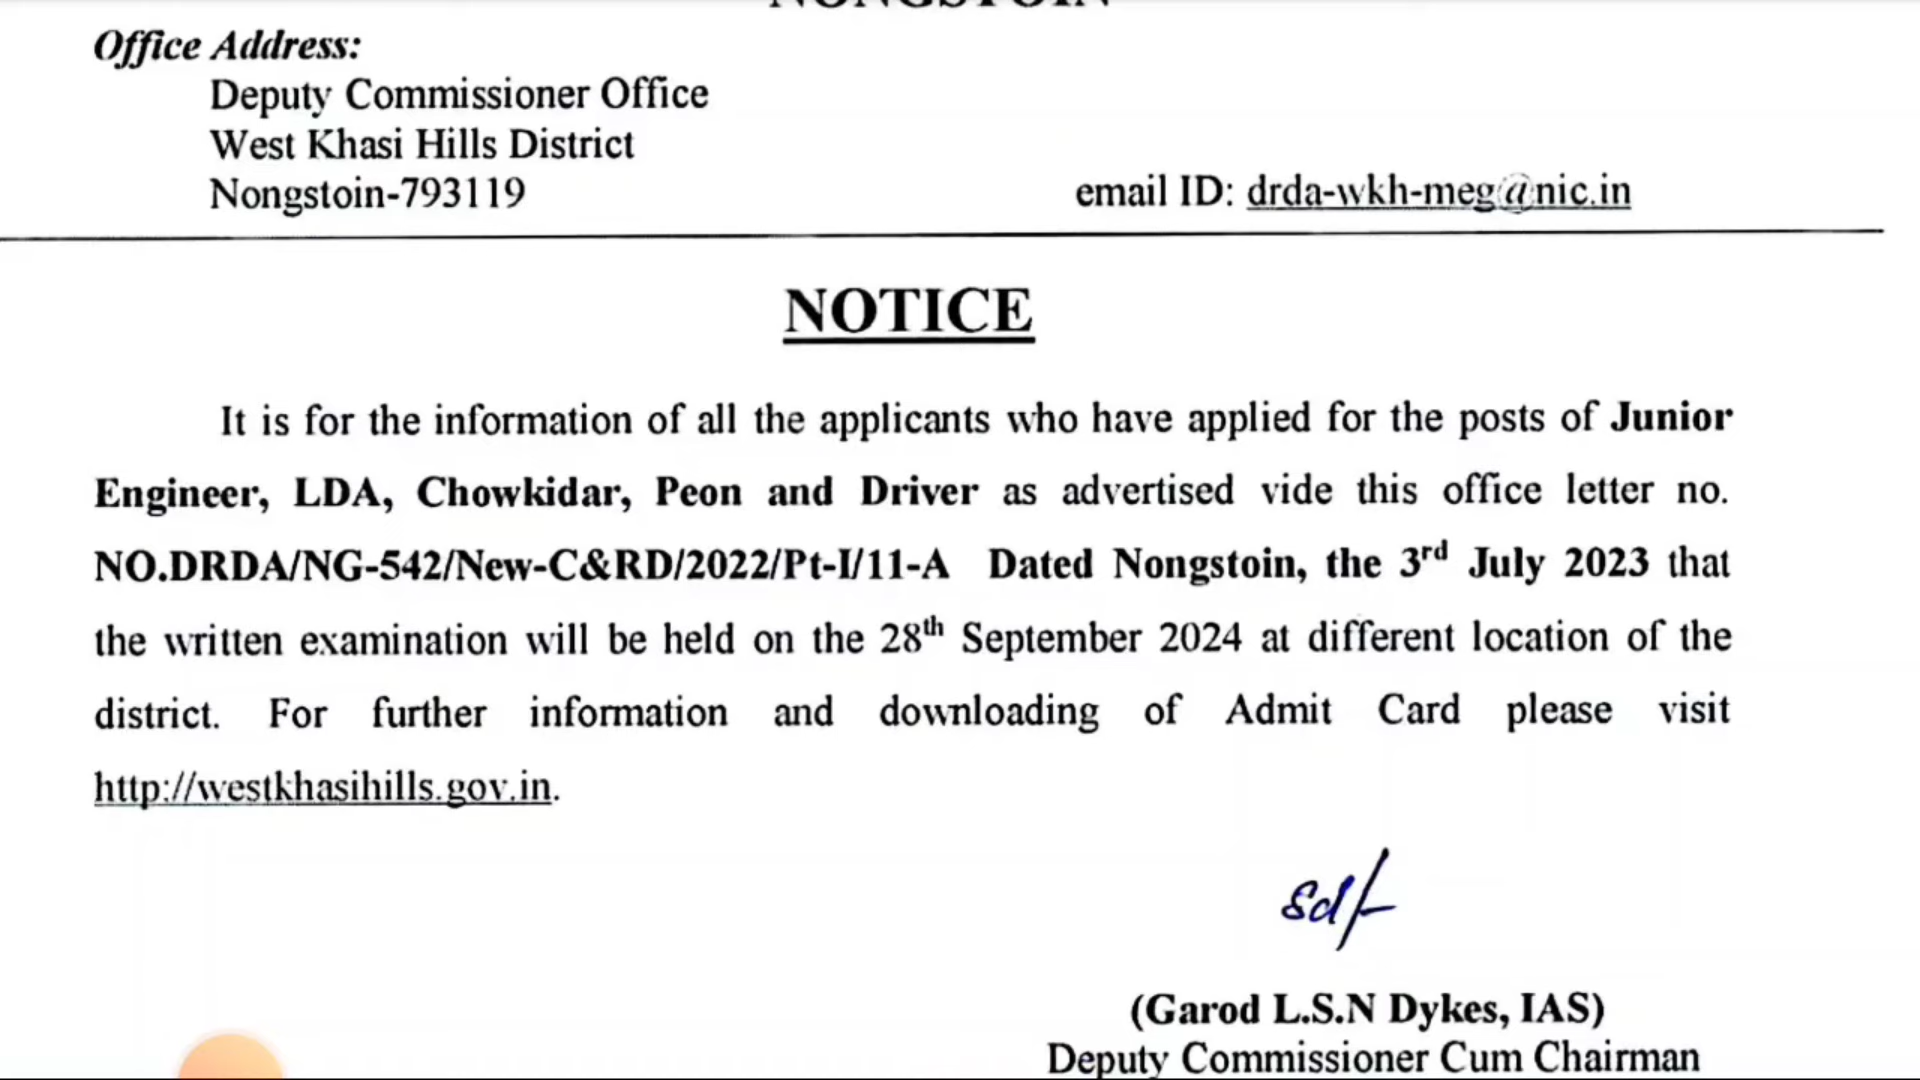 NONGSTOIN
Office Address:
Deputy Commissioner Office
West Khasi Hills District
Nongstoin-793119
email ID: drda-wkh-meg@nic.in
NOTICE
It is for the information of all the applicants who have applied for the posts of Junior
Engineer, LDA, Chowkidar, Peon and Driver as advertised vide this office letter no.
NO.DRDA/NG-542/New-C&RD/2022/Pt-I/11-A Dated Nongstoin, the 3rd July 2023 that
the written examination will be held on the 28th September 2024 at different location of the
district. For further information and downloading of Admit Card please visit
http://westkhasihills.gov.in.
sd/-
(Garod L.S.N Dykes, IAS)
Deputy Commissioner Cum Chairman